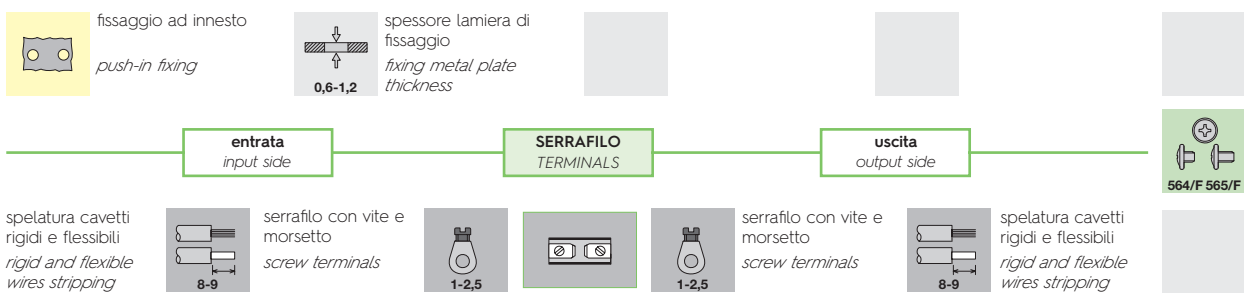 fissaggio ad innesto
push-in fixing
0,6-1,2
spessore lamiera di
fissaggio
fixing metal plate
thickness
entrata
input side
SERRAFILO
TERMINALS
uscita
output side
564/F 565/F
spelatura cavetti
rigidi e flessibili
rigid and flexible
wires stripping
8-9
serrafilo con vite e
morsetto
screw terminals
1-2,5
1-2,5
serrafilo con vite e
morsetto
screw terminals
8-9
spelatura cavetti
rigidi e flessibili
rigid and flexible
wires stripping